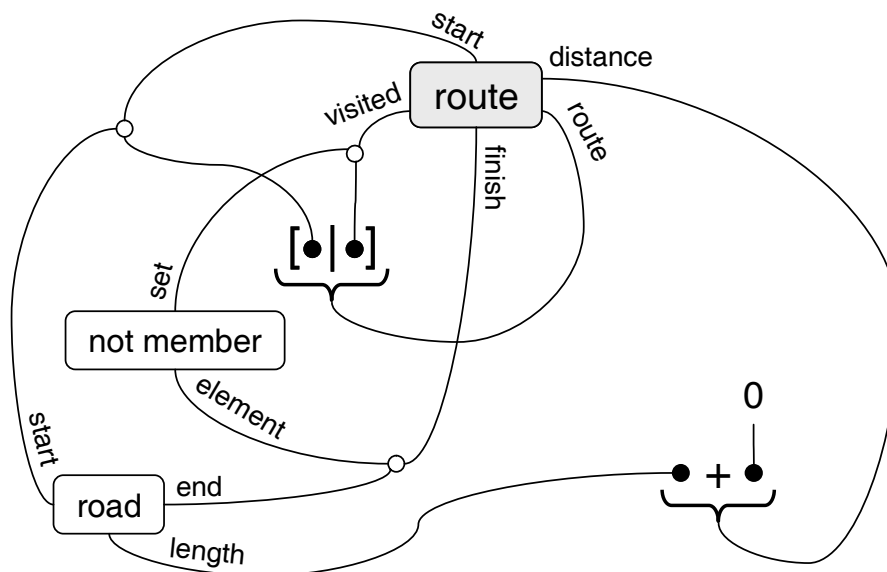 start
distance
route
visited
route
finish
[ | ]
set
not member
element
0
start
+
end
road
length